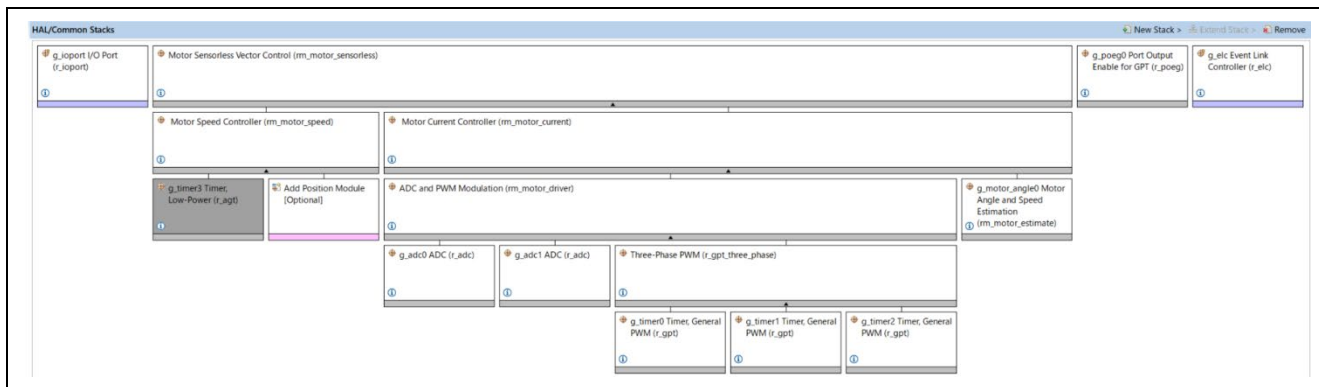 HAL/Common Stacks
New Stack >
Extend Stack >
Remove
g_ioport I/O Port
(r_ioport)
Motor Sensorless Vector Control (rm_motor_sensorless)
g_poeg0 Port Output
Enable for GPT (r_poeg)
g_elc Event Link
Controller (r_elc)
Motor Speed Controller (rm_motor_speed)
Motor Current Controller (rm_motor_current)
g_timer3 Timer,
Low-Power (r_agt)
Add Position Module
[Optional]
ADC and PWM Modulation (rm_motor_driver)
g_motor_angle0 Motor
Angle and Speed
Estimation
(rm_motor_estimate)
g_adc0 ADC (r_adc)
g_adc1 ADC (r_adc)
Three-Phase PWM (r_gpt_three_phase)
g_timer0 Timer, General
PWM (r_gpt)
g_timer1 Timer, General
PWM (r_gpt)
g_timer2 Timer, General
PWM (r_gpt)